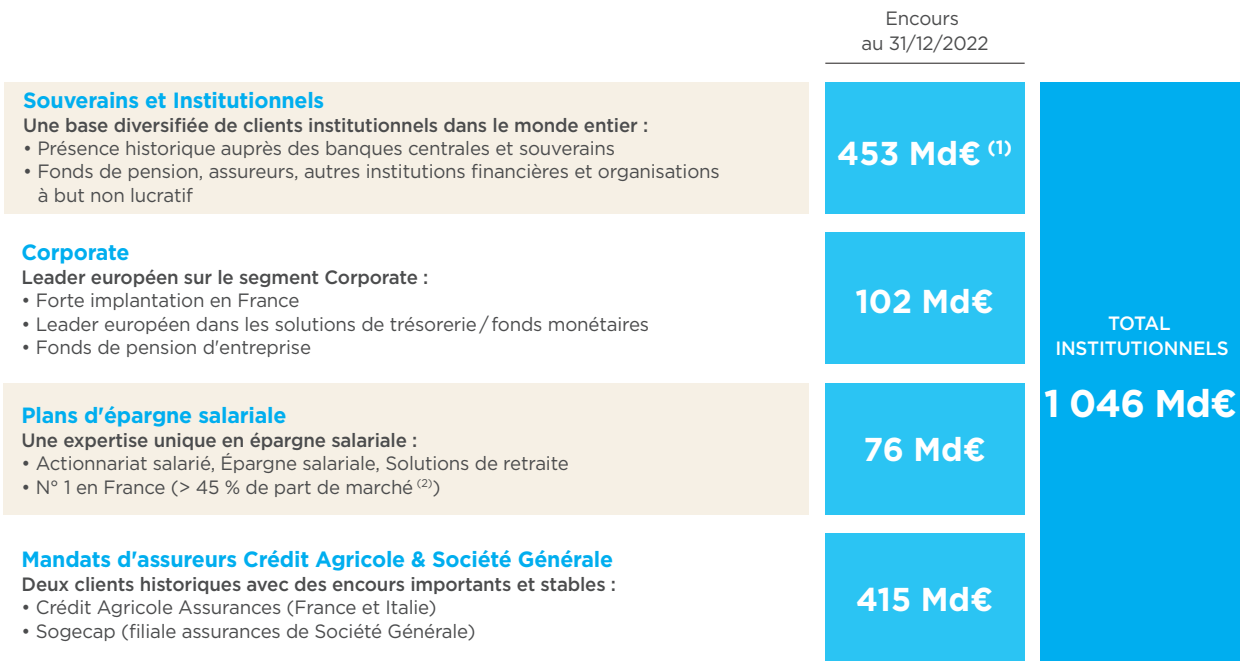 Encours
au 31/12/2022
Souverains et Institutionnels
Une base diversifiée de clients institutionnels dans le monde entier :
• Présence historique auprès des banques centrales et souverains
• Fonds de pension, assureurs, autres institutions financières et organisations
à but non lucratif
453 Md€ (1)
Corporate
Leader européen sur le segment Corporate :
• Forte implantation en France
• Leader européen dans les solutions de trésorerie / fonds monétaires
• Fonds de pension d'entreprise
102 Md€
Plans d'épargne salariale
Une expertise unique en épargne salariale :
• Actionnariat salarié, Épargne salariale, Solutions de retraite
• N° 1 en France (> 45 % de part de marché (2))
76 Md€
Mandats d'assureurs Crédit Agricole & Société Générale
Deux clients historiques avec des encours importants et stables :
• Crédit Agricole Assurances (France et Italie)
• Sogecap (filiale assurances de Société Générale)
415 Md€
TOTAL
INSTITUTIONNELS
1 046 Md€